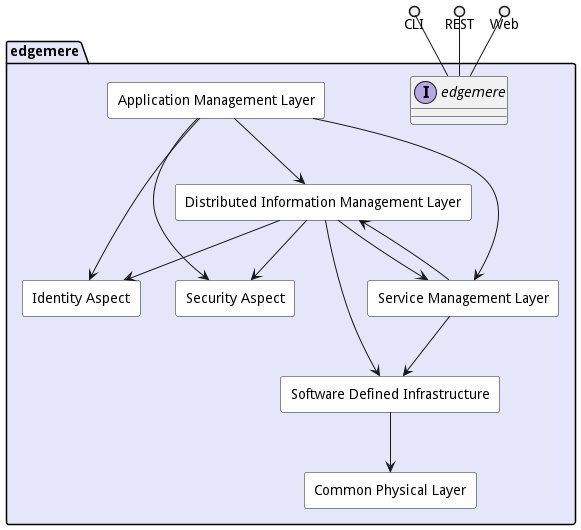 CLI REST Web
edgemere
I edgemere
Application Management Layer
Distributed Information Management Layer
Identity Aspect
Security Aspect
Service Management Layer
Software Defined Infrastructure
Common Physical Layer